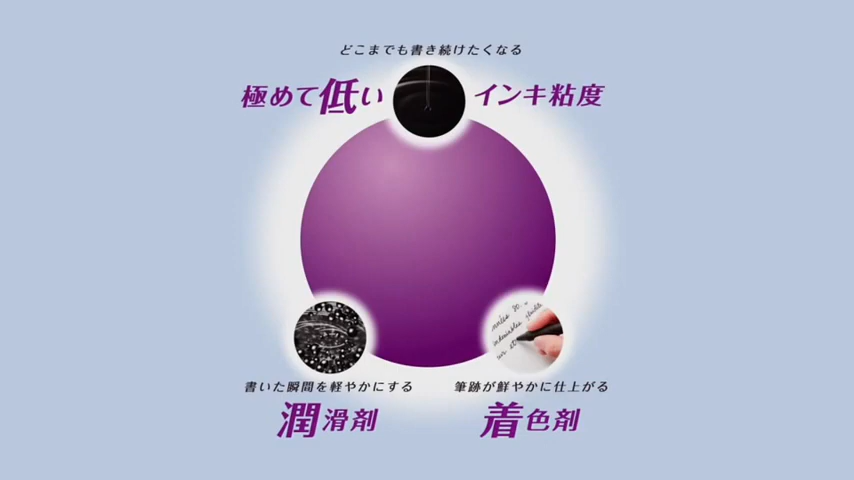 どこまでも書き続けたくなる
極めて低い インキ粘度
書いた瞬間を軽やかにする
潤滑剤
筆跡が鮮やかに仕上がる
着色剤